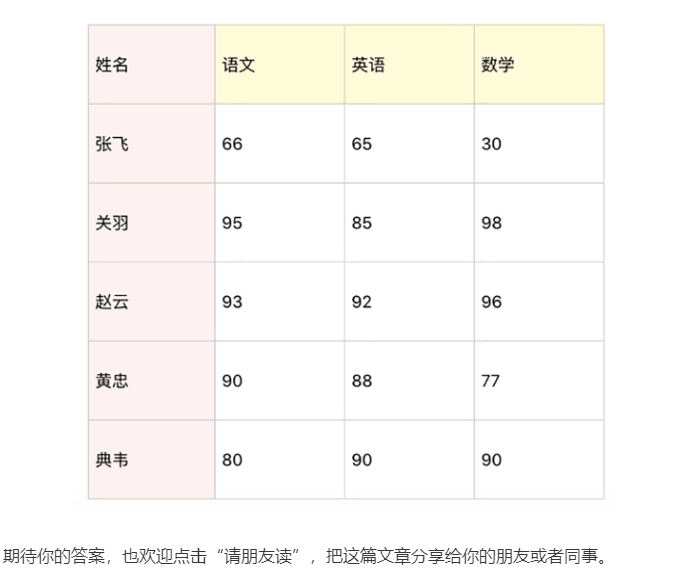 姓名 语文 英语 数学
张飞 66 65 30
关羽 95 85 98
赵云 93 92 96
黄忠 90 88 77
典韦 80 90 90
期待你的答案，也欢迎点击“请朋友读”，把这篇文章分享给你的朋友或者同事。